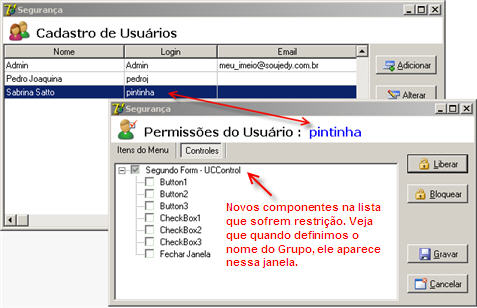 Segurança
Cadastro de Usuários
Nome Login Email
Admin Admin meu_imeio@soujedy.com.br
Pedro Joaquina pedroj
Sabrina Satto pintinha
Adicionar
Alterar
Segurança
Permissões do Usuário : pintinha
Itens do Menu Controles
Segundo Form - UCControl
Button1
Button2
Button3
CheckBox1
CheckBox2
CheckBox3
Fechar Janela
Novos componentes na lista
que sofrem restrição. Veja
que quando definimos o
nome do Grupo, ele aparece
nessa janela.
Liberar
Bloquear
Gravar
Cancelar